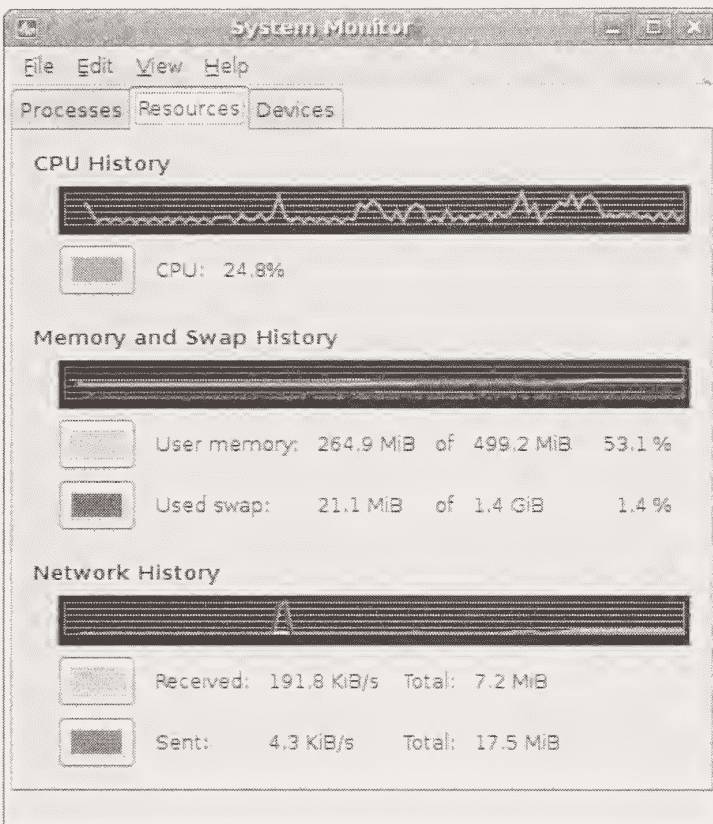 System Monitor
File Edit View Help
Processes Resources Devices
CPU History
CPU: 24.8%
Memory and Swap History
User memory: 264.9 MiB of 499.2 MiB 53.1 %
Used swap: 21.1 MiB of 1.4 GiB 1.4 %
Network History
Received: 191.8 KiB/s Total: 7.2 MiB
Sent: 4.3 KiB/s Total: 17.5 MiB